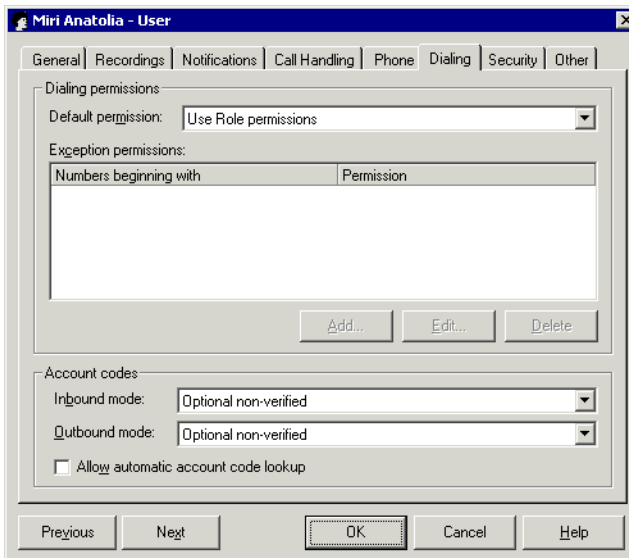 Miri Anatolia - User
General Recordings Notifications Call Handling Phone Dialing Security Other
Dialing permissions
Default permission: Use Role permissions
Exception permissions:
Numbers beginning with Permission
Add... Edit... Delete
Account codes
Inbound mode: Optional non-verified
Outbound mode: Optional non-verified
Allow automatic account code lookup
Previous Next OK Cancel Help